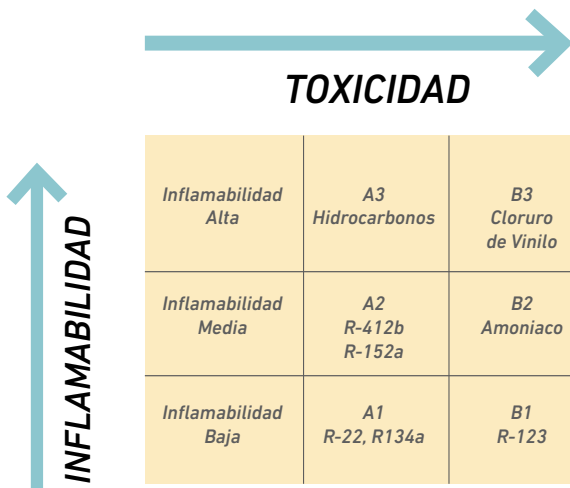 TOXICIDAD
INFLAMABILIDAD
Inflamabilidad
Alta
A3
Hidrocarbonos
B3
Cloruro
de Vinilo
Inflamabilidad
Media
A2
R-412b
R-152a
B2
Amoniaco
Inflamabilidad
Baja
A1
R-22, R134a
B1
R-123